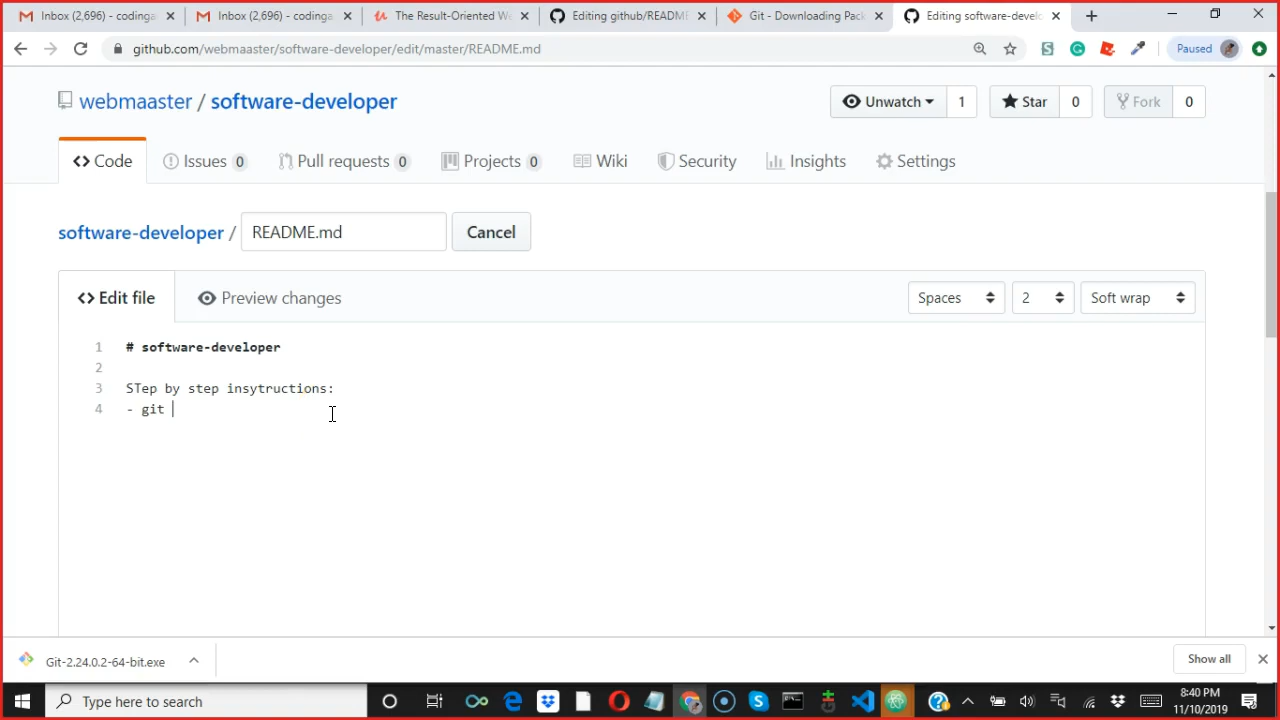 Inbox (2,696) - codinga
Inbox (2,696) - codinga
The Result-Oriented W
Editing github/README
Git - Downloading Pack
Editing software-devel
github.com/webmaaster/software-developer/edit/master/README.md
Paused
webmaaster / software-developer
Unwatch 1
Star 0
Fork 0
Code
Issues 0
Pull requests 0
Projects 0
Wiki
Security
Insights
Settings
software-developer / README.md
Cancel
Edit file
Preview changes
Spaces
2
Soft wrap
1 # software-developer
2
3 STep by step insytructions:
4 - git
Git-2.24.0.2-64-bit.exe
Show all
Type here to search
8:40 PM
11/10/2019